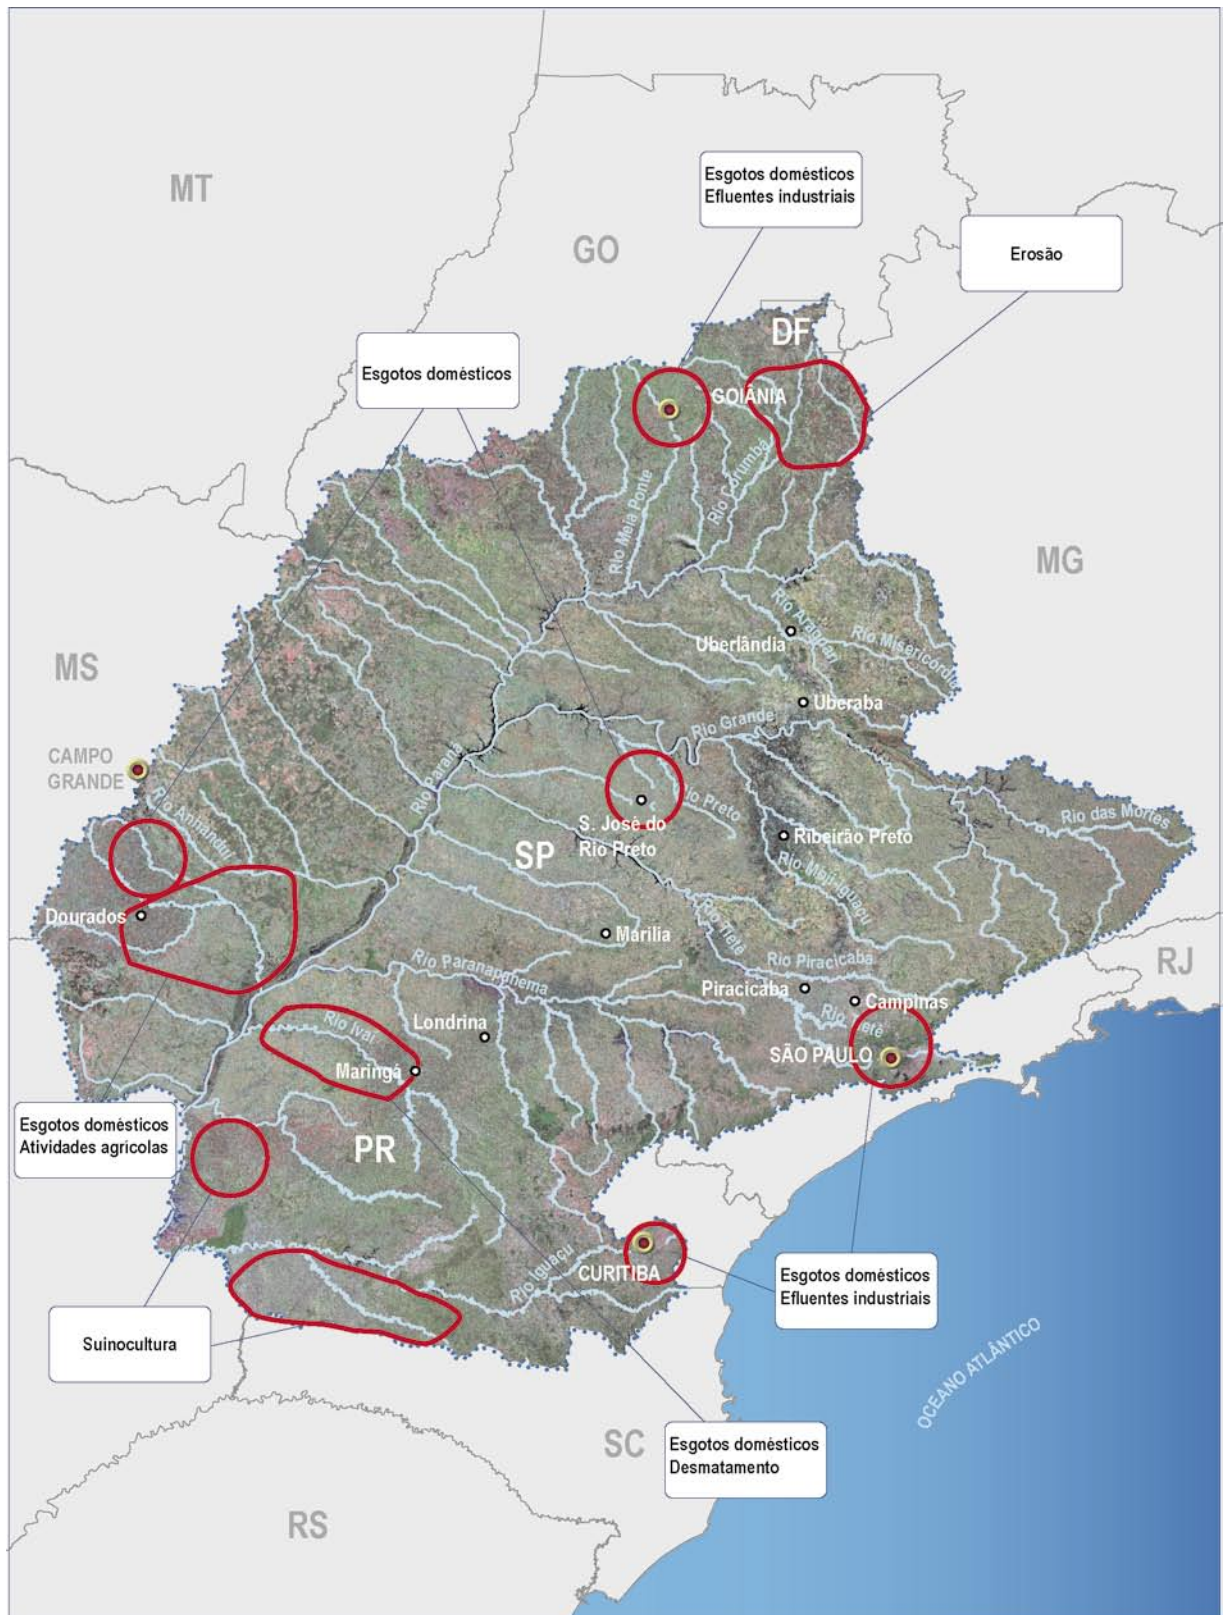 MT
Esgotos domésticos
Efluentes industriais
GO
Erosão
DF
Esgotos domésticos
GOIÂNIA
Rio Meia Ponte
Rio Corumbá
MG
Rio Araguari
Uberlândia
Rio Misericórdia
MS
Uberaba
Rio Grande
CAMPO
GRANDE
Rio Paraná
Rio Anhanduí
Rio Preto
S. José do
Rio Preto
Rio das Mortes
Ribeirão Preto
SP
Rio Mojiriguaçu
Dourados
Marília
Rio Tietê
RJ
Rio Paranapanema
Rio Piracicaba
Piracicaba
Campinas
Rio Ivaí
Londrina
Rio Tietê
SÃO PAULO
Maringá
Esgotos domésticos
Atividades agrícolas
PR
CURITIBA
Rio Iguaçu
Esgotos domésticos
Efluentes industriais
Suinocultura
OCEANO ATLÂNTICO
SC
Esgotos domésticos
Desmatamento
RS